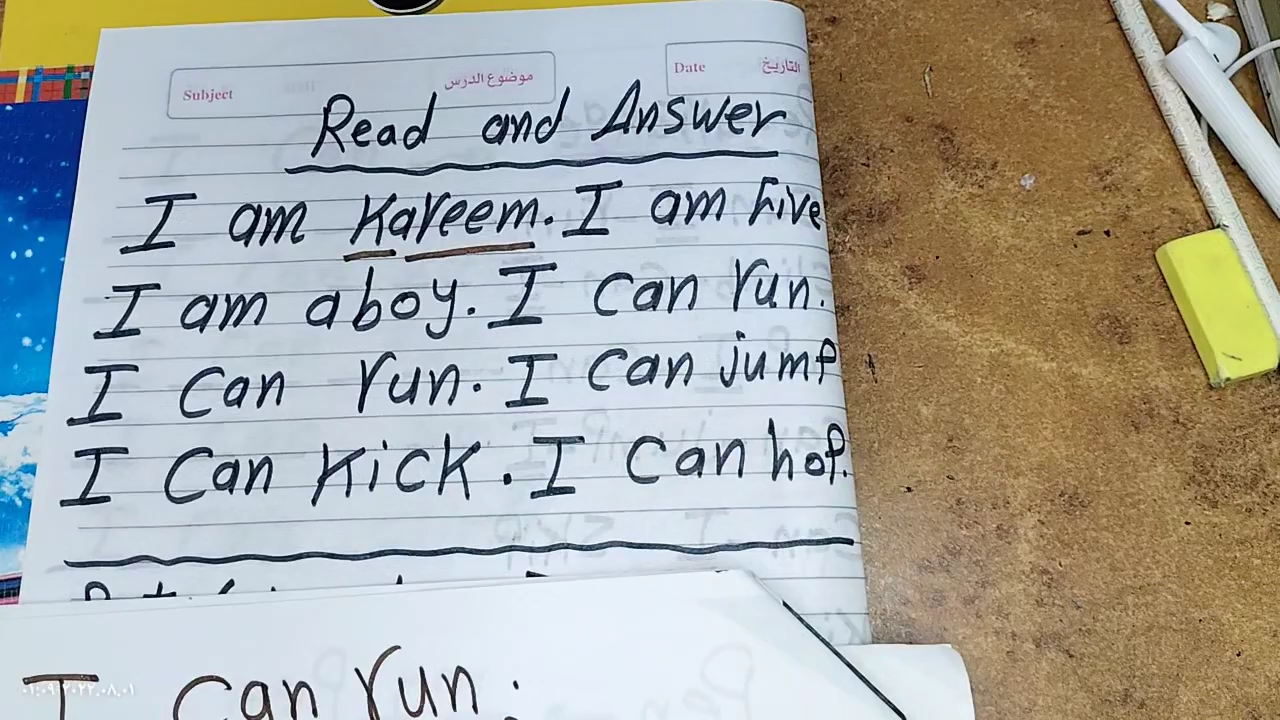 Subject موضوع الدرس
Date التاريخ
Read and Answer
I am Kareem. I am five
I am aboy. I can run.
I can run. I can jump
I can kick. I can hop.
I can run.